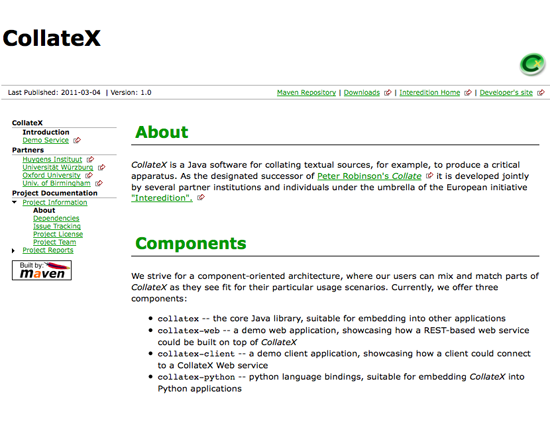 CollateX
Cx
Last Published: 2011-03-04 | Version: 1.0
Maven Repository | Downloads | Interedition Home | Developer's site |
CollateX
Introduction
Demo Service
Partners
Huygens Instituut
Universität Würzburg
Oxford University
Univ. of Birmingham
Project Documentation
Project Information
About
Dependencies
Issue Tracking
Project License
Project Team
Project Reports
Built by:
maven
About
CollateX is a Java software for collating textual sources, for example, to produce a critical
apparatus. As the designated successor of Peter Robinson's Collate it is developed jointly
by several partner institutions and individuals under the umbrella of the European initiative
"Interedition".
Components
We strive for a component-oriented architecture, where our users can mix and match parts of
CollateX as they see fit for their particular usage scenarios. Currently, we offer three
components:
• collatex -- the core Java library, suitable for embedding into other applications
• collatex-web -- a demo web application, showcasing how a REST-based web service
could be built on top of CollateX
• collatex-client -- a demo client application, showcasing how a client could connect
to a CollateX Web service
• collatex-python -- python language bindings, suitable for embedding CollateX into
Python applications